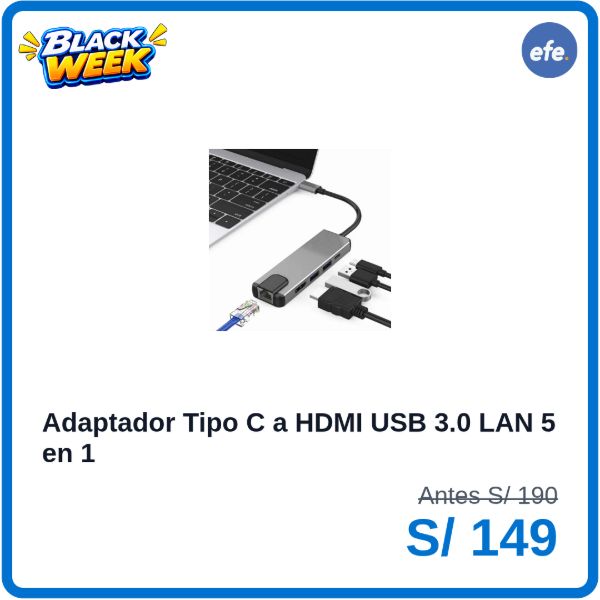 BLACK
WEEK
efe.
Adaptador Tipo C a HDMI USB 3.0 LAN 5
en 1
Antes S/ 190
S/ 149